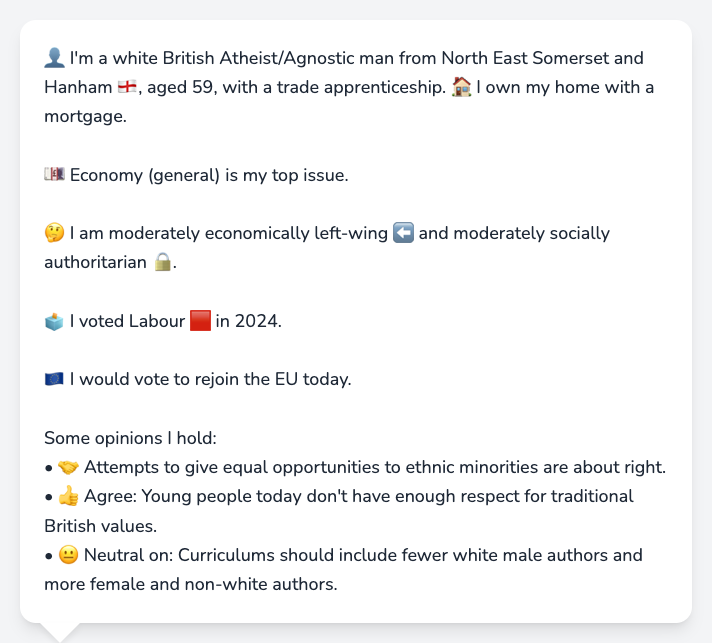 👤 I'm a white British Atheist/Agnostic man from North East Somerset and
Hanham 🏴󠁧󠁢󠁥󠁮󠁧󠁿, aged 59, with a trade apprenticeship. 🏠 I own my home with a
mortgage.
💷 Economy (general) is my top issue.
🤔 I am moderately economically left-wing ⬅️ and moderately socially
authoritarian 🔒.
🗳️ I voted Labour 🟥 in 2024.
🇪🇺 I would vote to rejoin the EU today.
Some opinions I hold:
• 🤝 Attempts to give equal opportunities to ethnic minorities are about right.
• 👍 Agree: Young people today don't have enough respect for traditional
British values.
• 😐 Neutral on: Curriculums should include fewer white male authors and
more female and non-white authors.